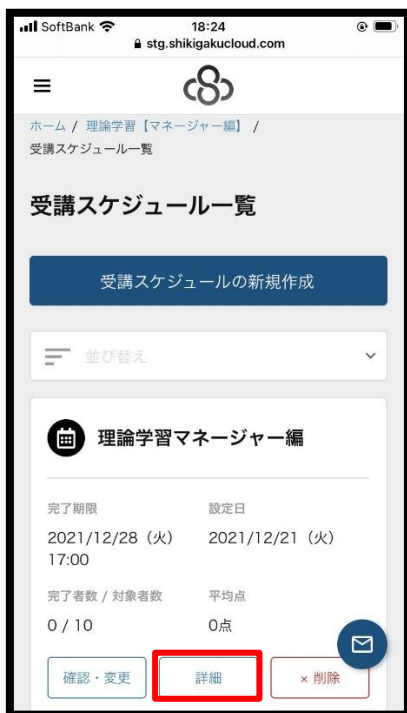 SoftBank 18:24
stg.shikigakucloud.com
ホーム / 理論学習【マネージャー編】 /
受講スケジュール一覧
受講スケジュール一覧
受講スケジュールの新規作成
並び替え
理論学習マネージャー編
完了期限 設定日
2021/12/28（火） 2021/12/21（火）
17:00
完了者数 / 対象者数 平均点
0 / 10 0点
確認・変更 詳細 × 削除